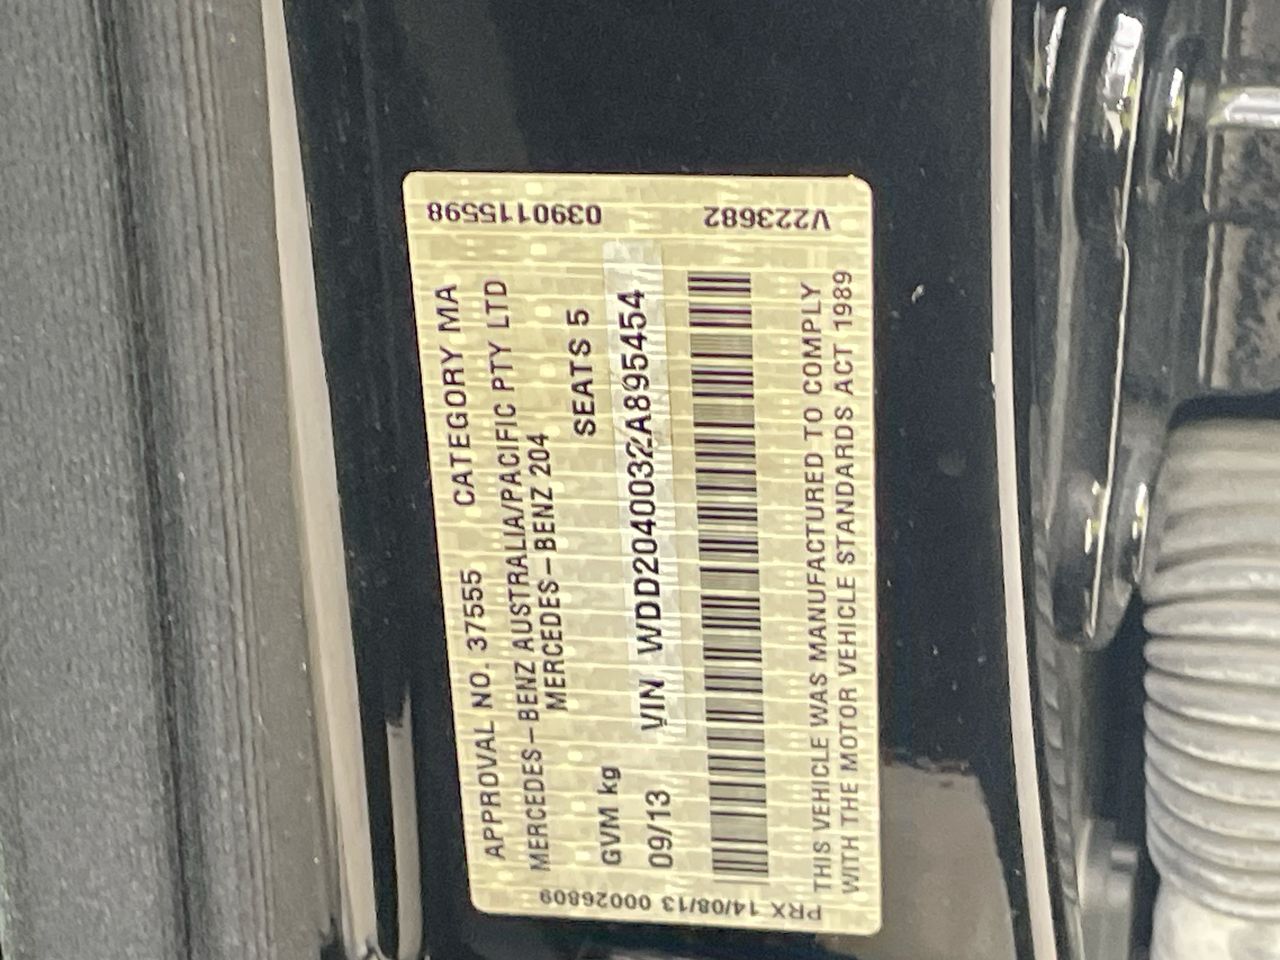 APPROVAL NO. 37555 CATEGORY MA
MERCEDES-BENZ AUSTRALIA/PACIFIC PTY LTD
MERCEDES-BENZ 204
GVM kg SEATS 5
09/13 VIN WDD2040032A895454
THIS VEHICLE WAS MANUFACTURED TO COMPLY
WITH THE MOTOR VEHICLE STANDARDS ACT 1989
PRX 14/08/13 00026809
0390115598
V223682